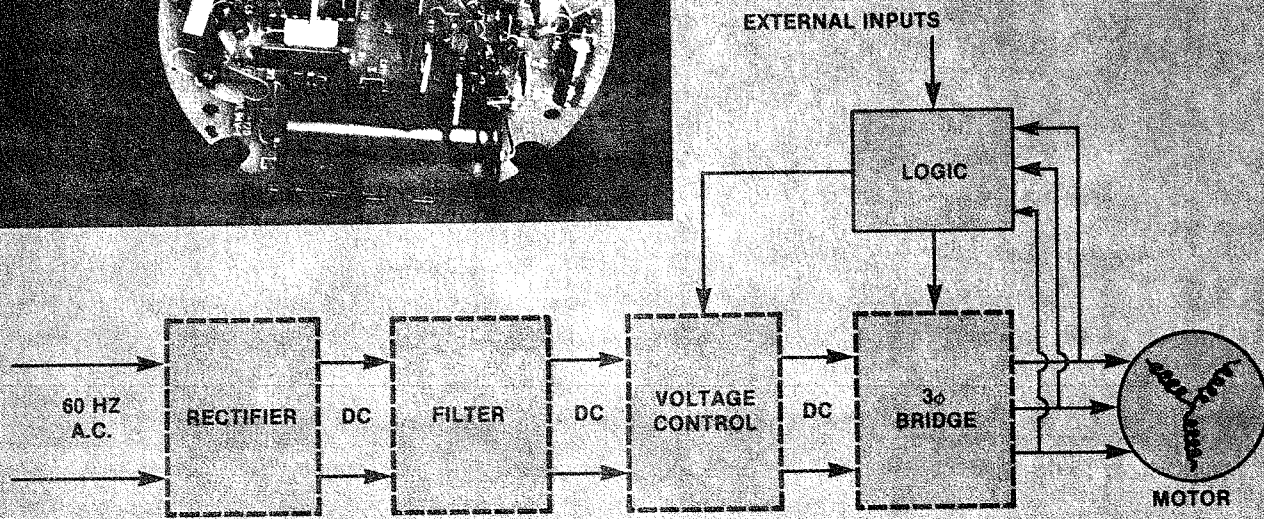 EXTERNAL INPUTS
LOGIC
60 HZ
A.C.
RECTIFIER
DC
FILTER
DC
VOLTAGE
CONTROL
DC
3ϕ
BRIDGE
MOTOR